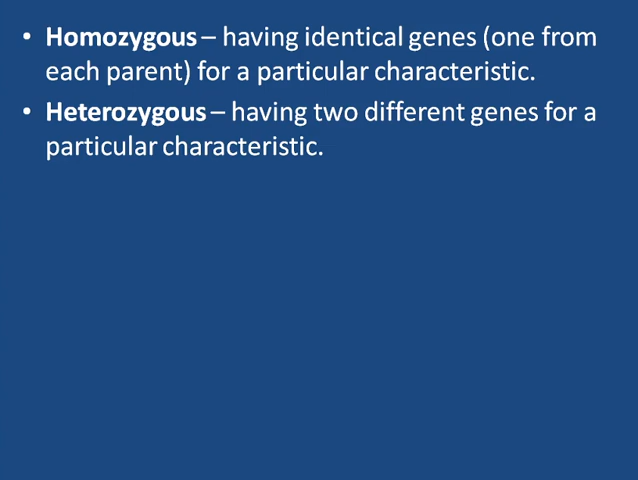 • Homozygous – having identical genes (one from
each parent) for a particular characteristic.
• Heterozygous – having two different genes for a
particular characteristic.